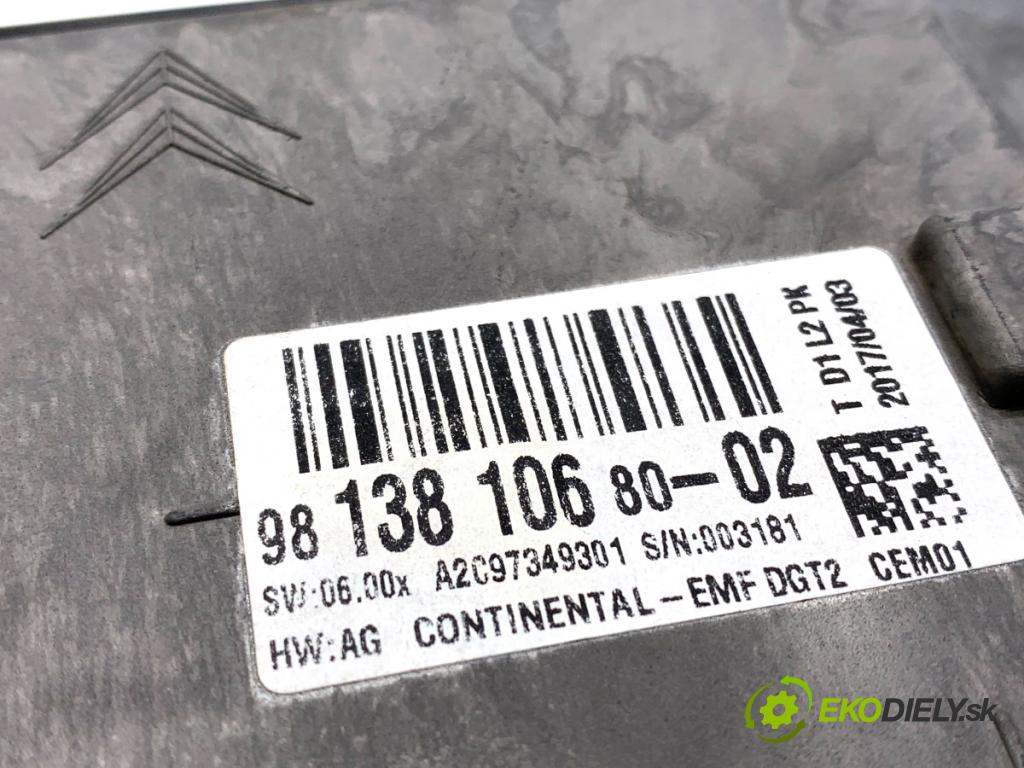 98 138 106 80-02
SW:06.00x A2C97349301 S/N:003181
HW:AG CONTINENTAL-EMF DGT2 CEM01
T D1 L2 PK
2017/04/03
EKODIELY.sk